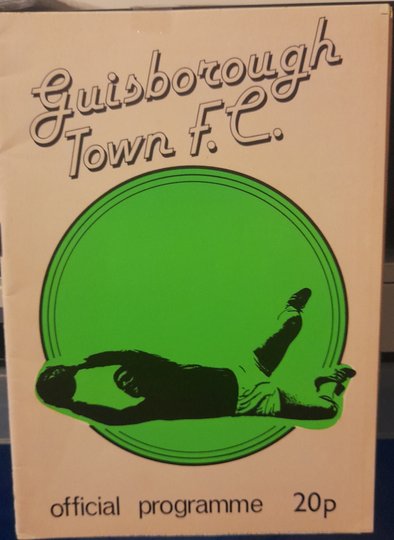 Guisborough
Town F.C.
official programme 20p